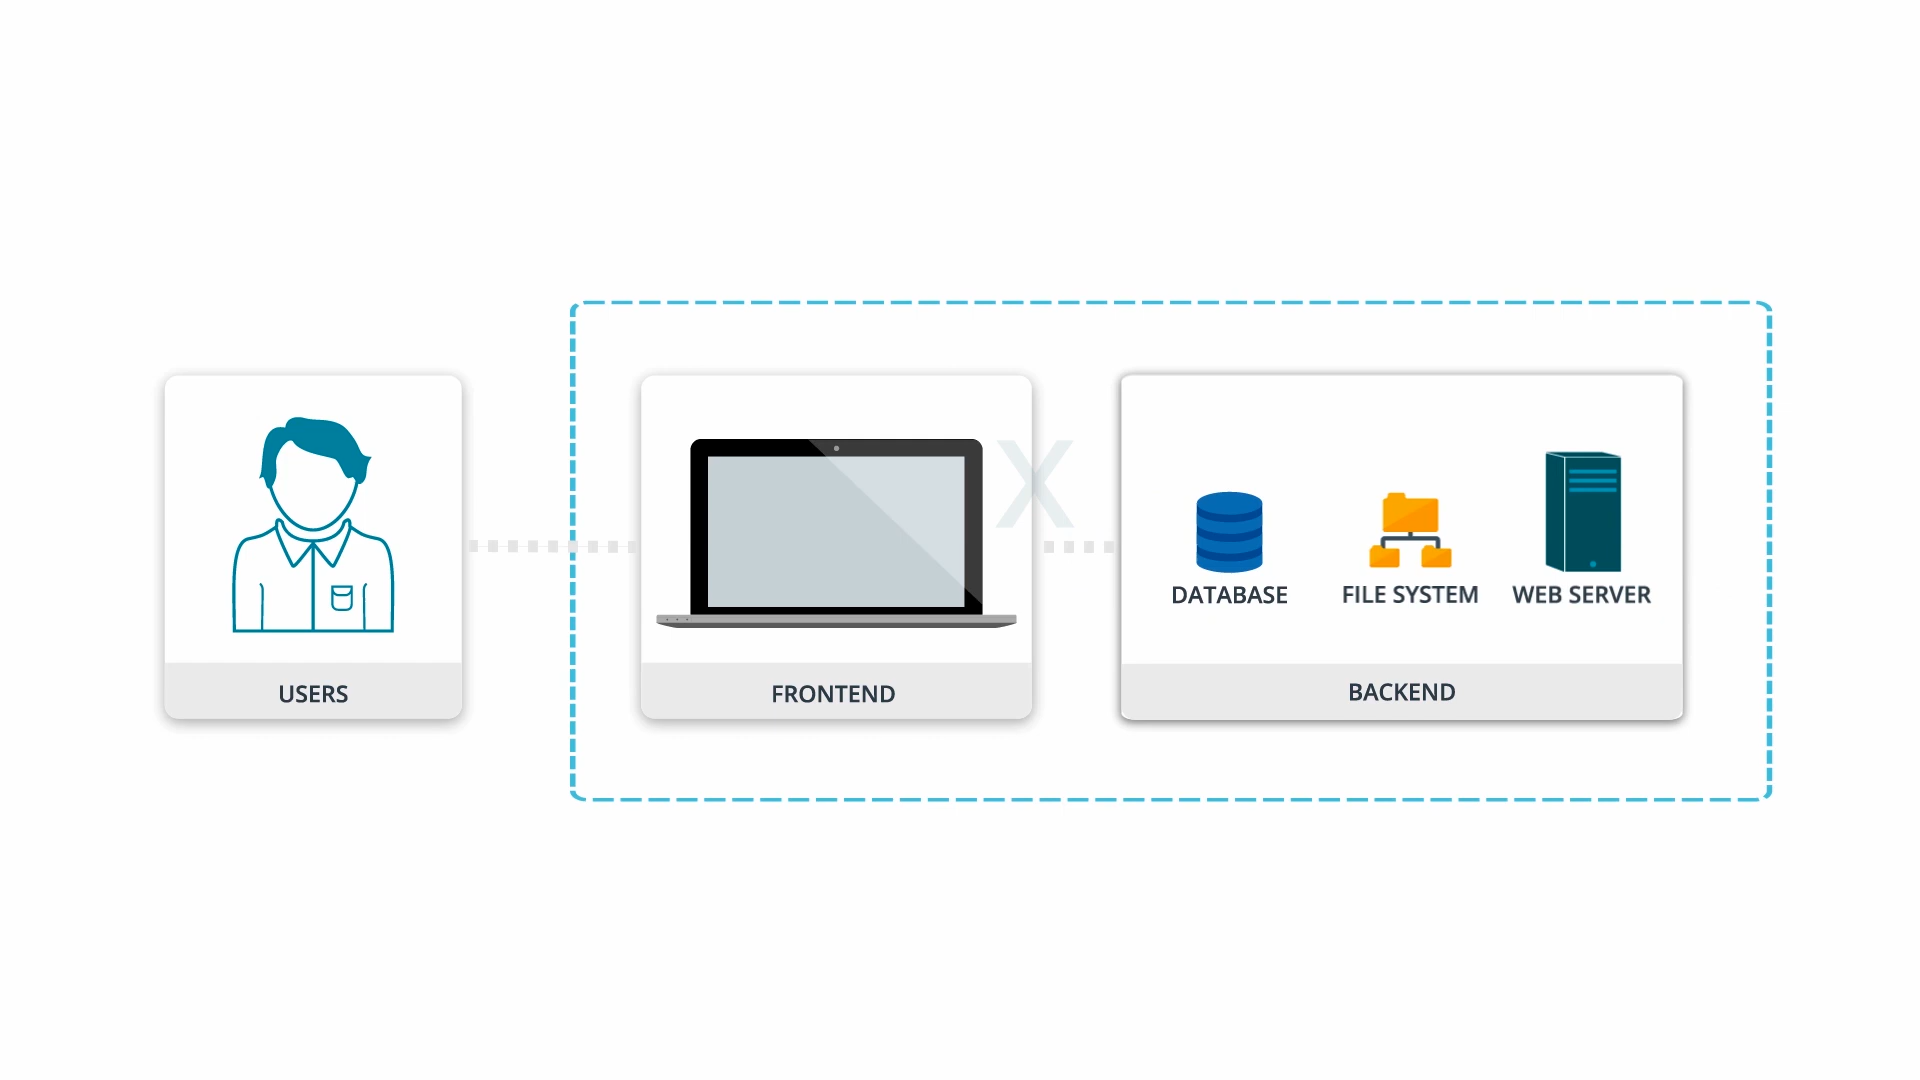 X
DATABASE
FILE SYSTEM
WEB SERVER
USERS
FRONTEND
BACKEND